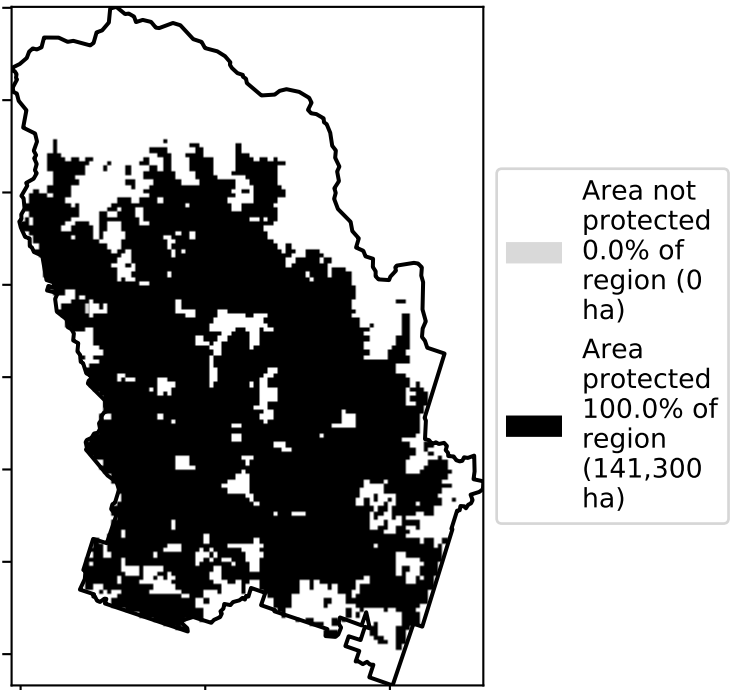 Area not
protected
0.0% of
region (0
ha)
Area
protected
100.0% of
region
(141,300
ha)